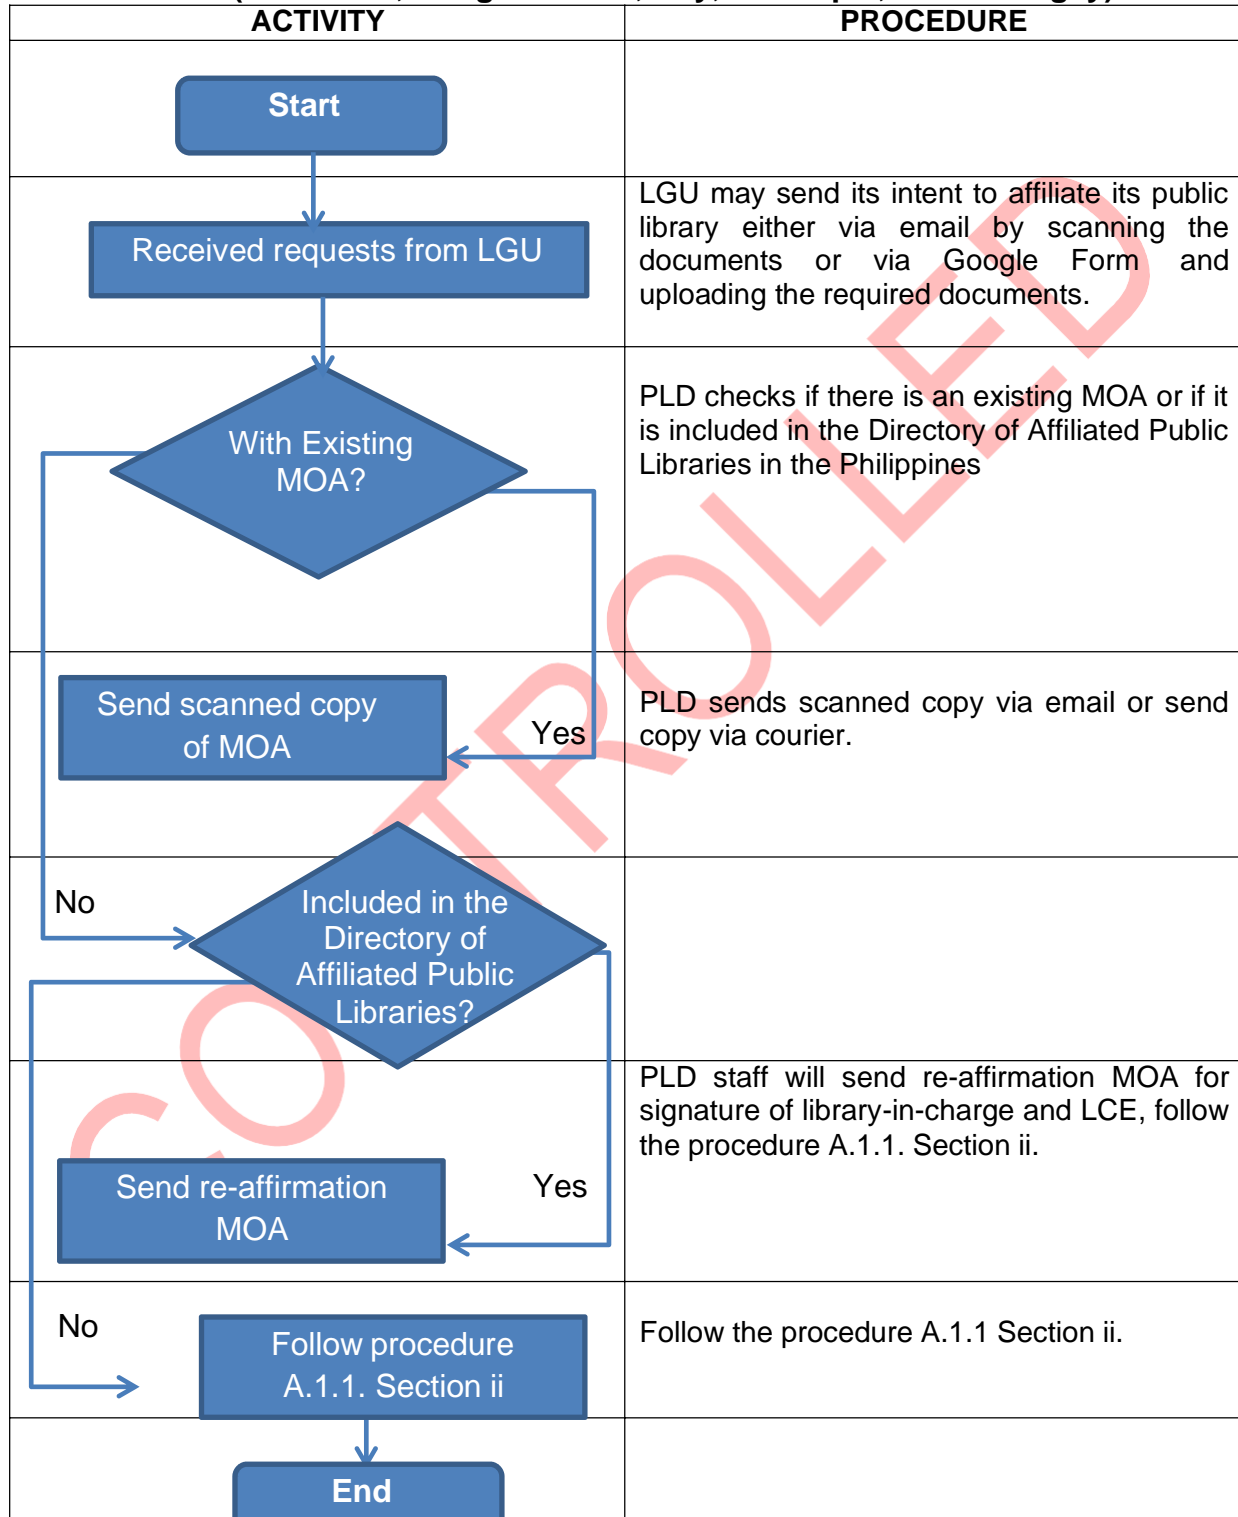 ACTIVITY
PROCEDURE
Start
Received requests from LGU
LGU may send its intent to affiliate its public
library either via email by scanning the
documents or via Google Form and
uploading the required documents.
With Existing
MOA?
PLD checks if there is an existing MOA or if it
is included in the Directory of Affiliated Public
Libraries in the Philippines
Send scanned copy
of MOA
Yes
PLD sends scanned copy via email or send
copy via courier.
No
Included in the
Directory of
Affiliated Public
Libraries?
PLD staff will send re-affirmation MOA for
signature of library-in-charge and LCE, follow
the procedure A.1.1. Section ii.
Send re-affirmation
MOA
Yes
No
Follow procedure
A.1.1. Section ii
Follow the procedure A.1.1 Section ii.
End
CONTROLLED